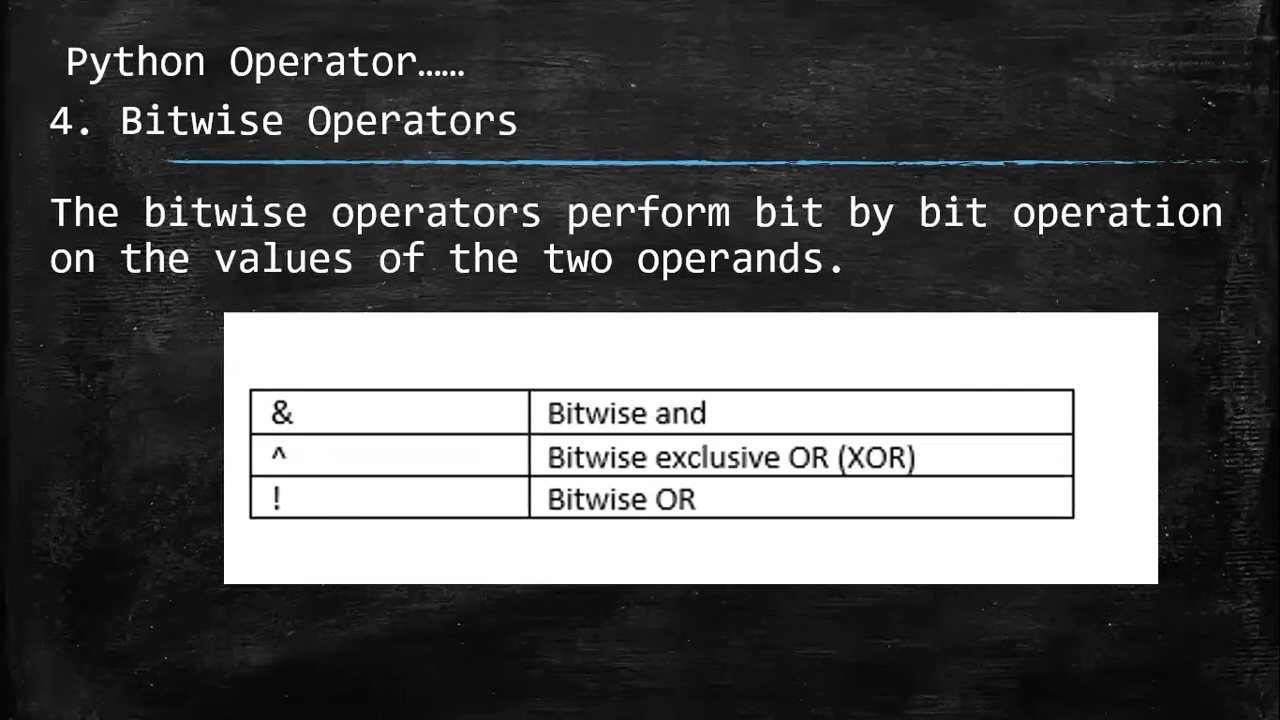 Python Operator……
4. Bitwise Operators
The bitwise operators perform bit by bit operation
on the values of the two operands.
& Bitwise and
^ Bitwise exclusive OR (XOR)
! Bitwise OR